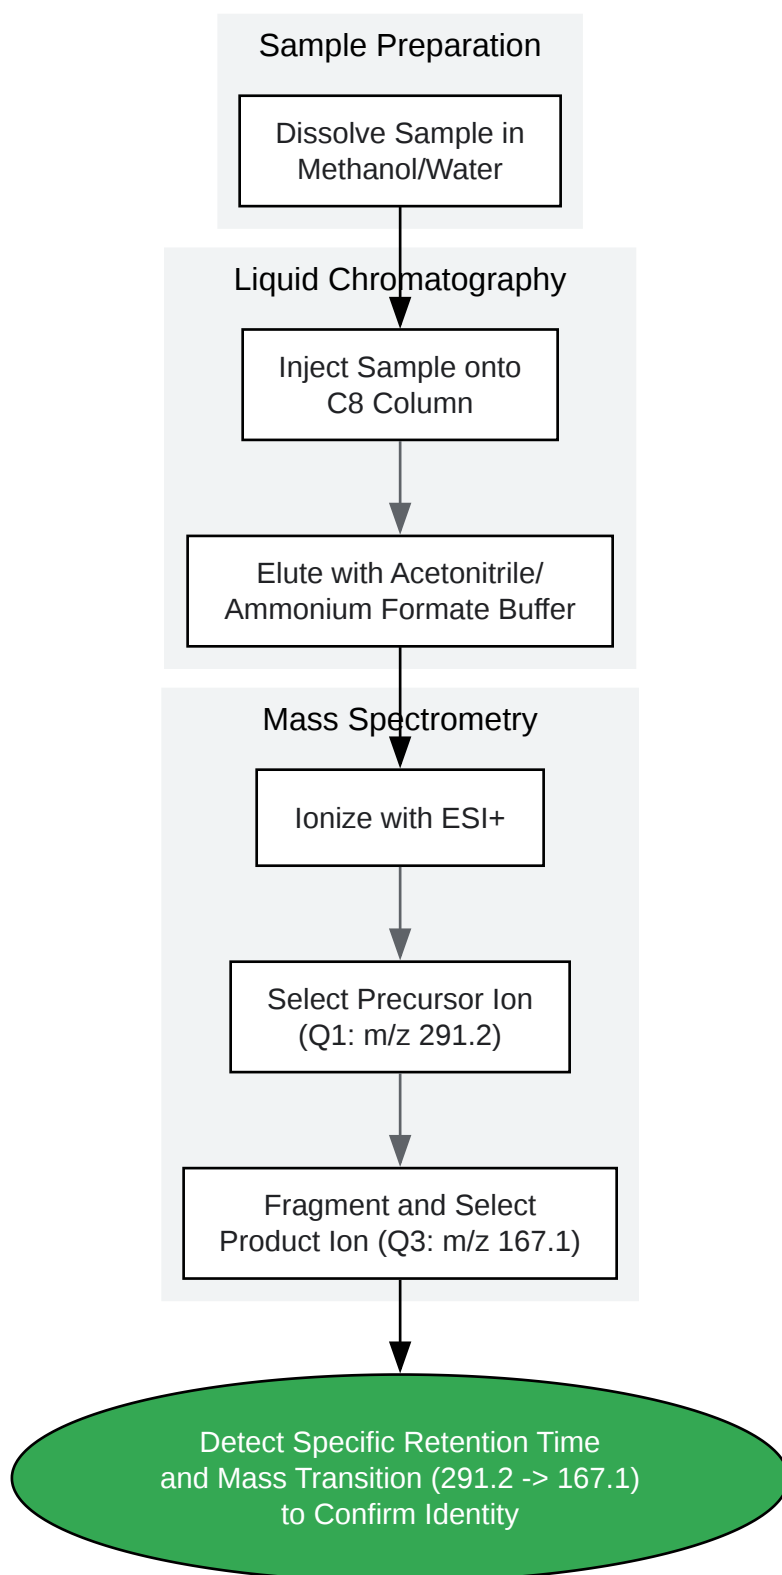 Sample Preparation
Dissolve Sample in
Methanol/Water
Liquid Chromatography
Inject Sample onto
C8 Column
Elute with Acetonitrile/
Ammonium Formate Buffer
Mass Spectrometry
Ionize with ESI+
Select Precursor Ion
(Q1: m/z 291.2)
Fragment and Select
Product Ion (Q3: m/z 167.1)
Detect Specific Retention Time
and Mass Transition (291.2 -> 167.1)
to Confirm Identity